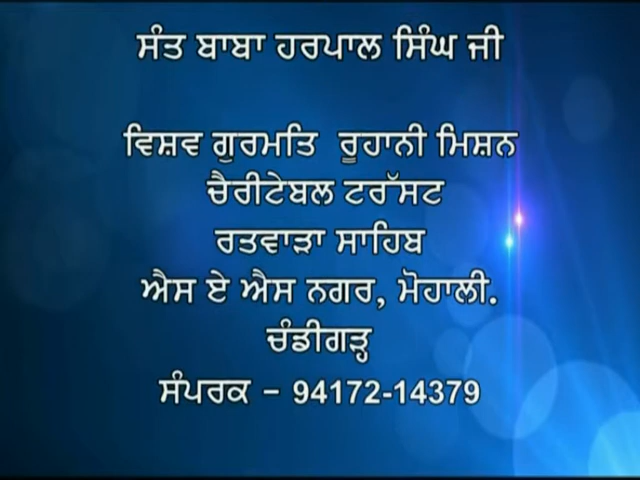 ਸੰਤ ਬਾਬਾ ਹਰਪਾਲ ਸਿੰਘ ਜੀ
ਵਿਸ਼ਵ ਗੁਰਮਤਿ ਰੂਹਾਨੀ ਮਿਸ਼ਨ
ਚੈਰੀਟੇਬਲ ਟਰੱਸਟ
ਰਤਵਾੜਾ ਸਾਹਿਬ
ਐਸ ਏ ਐਸ ਨਗਰ, ਮੋਹਾਲੀ.
ਚੰਡੀਗੜ੍ਹ
ਸੰਪਰਕ – 94172-14379